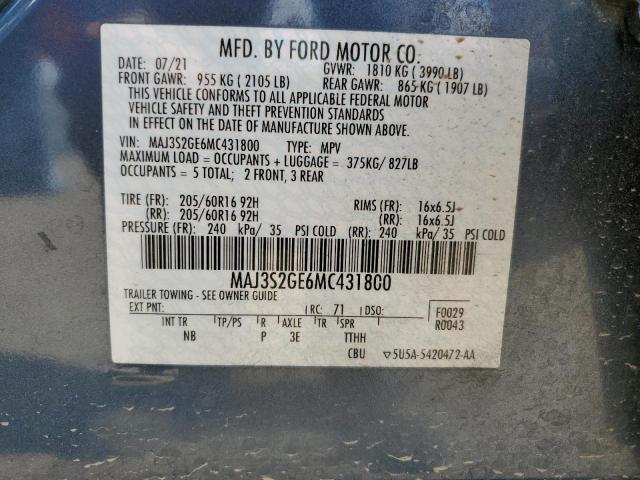 MFD. BY FORD MOTOR CO.
07/21 GVWR: 1810 KG ( 3990 LB)
FRONT GAWR: 955 KG ( 2105 LB) REAR GAWR: 865 KG ( 1907 LB)
THIS VEHICLE CONFORMS TO ALL APPLICABLE FEDERAL MOTOR
VEHICLE SAFETY AND THEFT PREVENTION STANDARDS
IN EFFECT ON THE DATE OF MANUFACTURE SHOWN ABOVE.
VIN: MAJ3S2GE6MC431800 TYPE: MPV
MAXIMUM LOAD = OCCUPANTS + LUGGAGE = 375KG/ 827LB
OCCUPANTS = 5 TOTAL; 2 FRONT, 3 REAR
TIRE (FR): 205/60R16 92H RIMS (FR): 16x6.5J
(RR): 205/60R16 92H (RR): 16x6.5J
PRESSURE (FR): 240 kPa/ 35 PSI COLD (RR): 240 kPa/ 35 PSI COLD
MAJ3S2GE6MC431800
TRAILER TOWING - SEE OWNER GUIDE
EXT PNT: RC: 71 DSO: F0029
R0043
INT TR TP/PS R AXLE TR SPR
NB P 3E TTHH
CBU ▽5U5A-5420472-AA